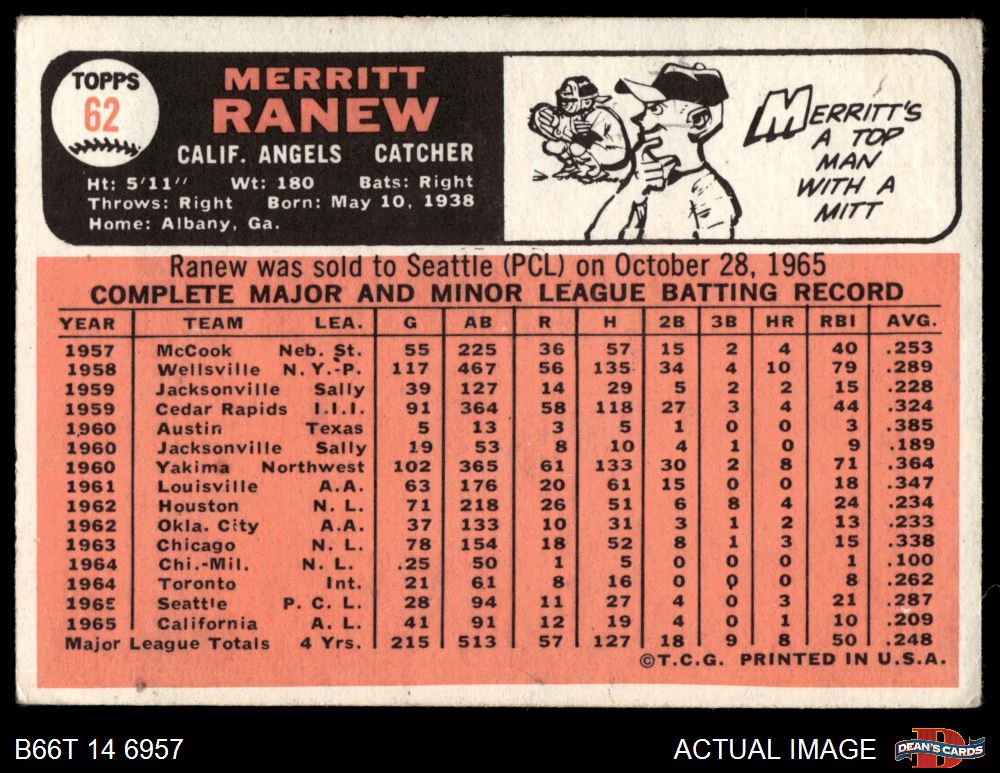 TOPPS
62
MERRITT
RANEW
CALIF. ANGELS CATCHER
Ht: 5'11" Wt: 180 Bats: Right
Throws: Right Born: May 10, 1938
Home: Albany, Ga.
MERRITT'S
A TOP
MAN
WITH A
MITT
Ranew was sold to Seattle (PCL) on October 28, 1965
COMPLETE MAJOR AND MINOR LEAGUE BATTING RECORD
YEAR TEAM LEA. G AB R H 2B 3B HR RBI AVG.
1957 McCook Neb. St. 55 225 36 57 15 2 4 40 .253
1958 Wellsville N.Y.-P. 117 467 56 135 34 4 10 79 .289
1959 Jacksonville Sally 39 127 14 29 5 2 2 15 .228
1959 Cedar Rapids I.I.I. 91 364 58 118 27 3 4 44 .324
1960 Austin Texas 5 13 3 5 1 0 0 3 .385
1960 Jacksonville Sally 19 53 8 10 4 1 0 9 .189
1960 Yakima Northwest 102 365 61 133 30 2 8 71 .364
1961 Louisville A.A. 63 176 20 61 15 0 0 18 .347
1962 Houston N. L. 71 218 26 51 6 8 4 24 .234
1962 Okla. City A.A. 37 133 10 31 3 1 2 13 .233
1963 Chicago N. L. 78 154 18 52 8 1 3 15 .338
1964 Chi.-Mil. N. L. .25 50 1 5 0 0 0 1 .100
1964 Toronto Int. 21 61 8 16 0 0 0 8 .262
1965 Seattle P. C. L. 28 94 11 27 4 0 3 21 .287
1965 California A. L. 41 91 12 19 4 0 1 10 .209
Major League Totals 4 Yrs. 215 513 57 127 18 9 8 50 .248
©T.C.G. PRINTED IN U.S.A.
B66T 14 6957
ACTUAL IMAGE
D
DEAN'S CARDS